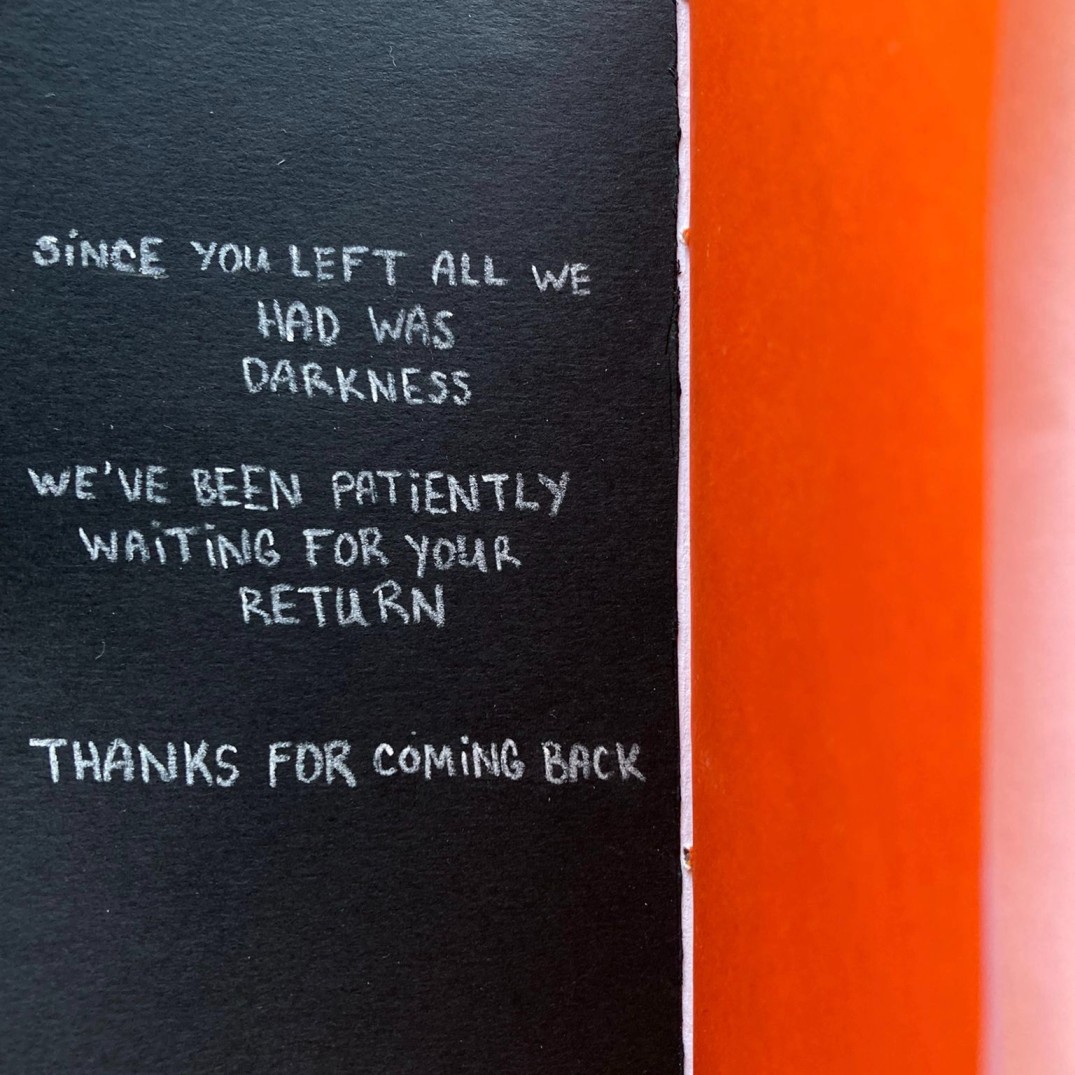 SiNCE YOU LEFT ALL WE
HAD WAS
DARKNESS
WE'VE BEEN PATiENTLY
WAiTiNG FOR YOUR
RETURN
THANKS FOR COMiNG BACK